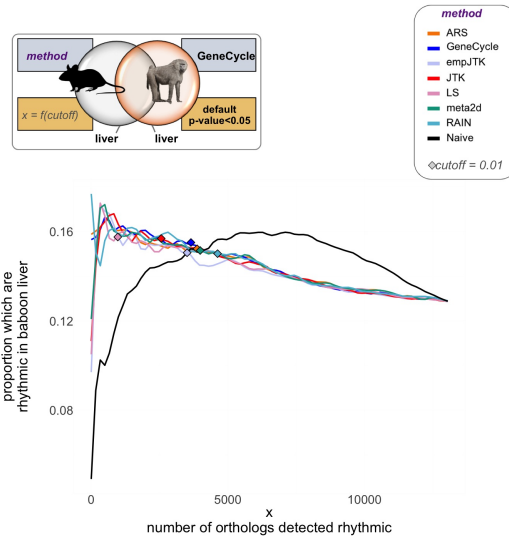 method
GeneCycle
x = f(cutoff)
default
p-value<0.05
liver
liver
method
ARS
GeneCycle
empJTK
JTK
LS
meta2d
RAIN
Naive
cutoff = 0.01
proportion which are
rhythmic in baboon liver
0.16
0.12
0.08
0
5000
10000
x
number of orthologs detected rhythmic